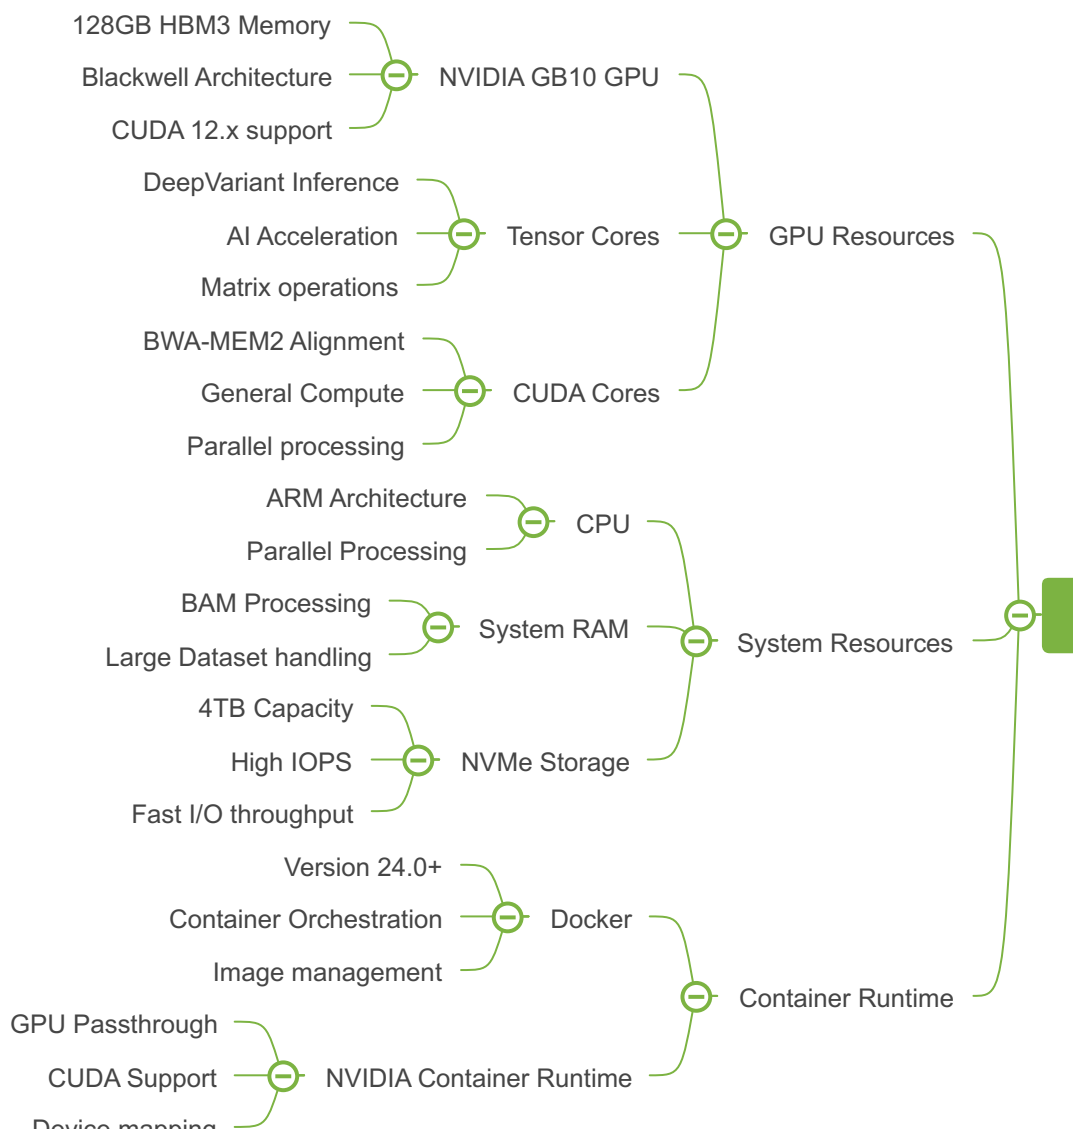 128GB HBM3 Memory
Blackwell Architecture
NVIDIA GB10 GPU
CUDA 12.x support
DeepVariant Inference
AI Acceleration
Tensor Cores
GPU Resources
Matrix operations
BWA-MEM2 Alignment
General Compute
CUDA Cores
Parallel processing
ARM Architecture
CPU
Parallel Processing
BAM Processing
System RAM
Large Dataset handling
System Resources
4TB Capacity
High IOPS
NVMe Storage
Fast I/O throughput
Version 24.0+
Container Orchestration
Docker
Image management
Container Runtime
GPU Passthrough
CUDA Support
NVIDIA Container Runtime
Device mapping